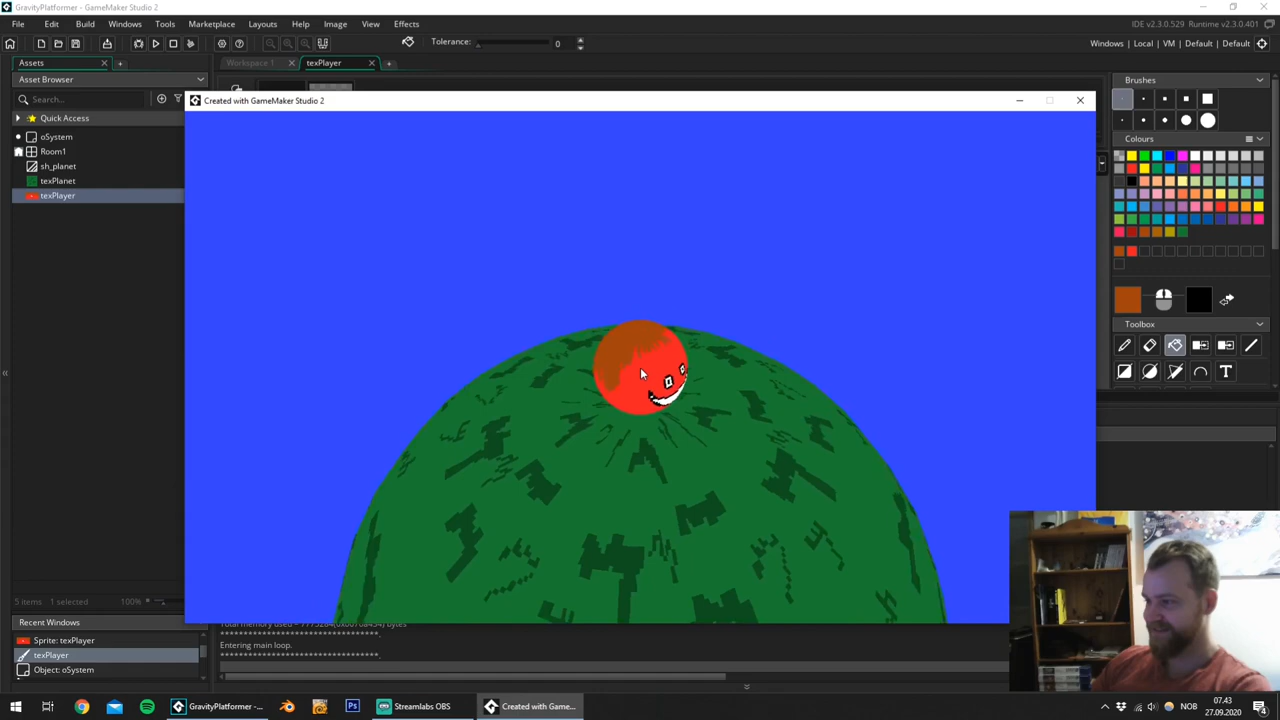 GravityPlatformer - GameMaker Studio 2
File Edit Build Windows Tools Marketplace Layouts Help Image View Effects
IDE v2.3.0.529 Runtime v2.3.0.401
Tolerance: 0
Windows | Local | VM | Default | Default
Assets
Workspace 1
texPlayer
Asset Browser
Search...
Created with GameMaker Studio 2
Brushes
Quick Access
oSystem
Room1
sh_planet
texPlanet
texPlayer
Colours
Toolbox
T
5 items 1 selected 100%
Recent Windows
Sprite: texPlayer
texPlayer
Object: oSystem
**********************************.
Entering main loop.
**********************************.
GravityPlatformer - ...
Ps
Streamlabs OBS
Created with Game...
NOB
07.43
27.09.2020